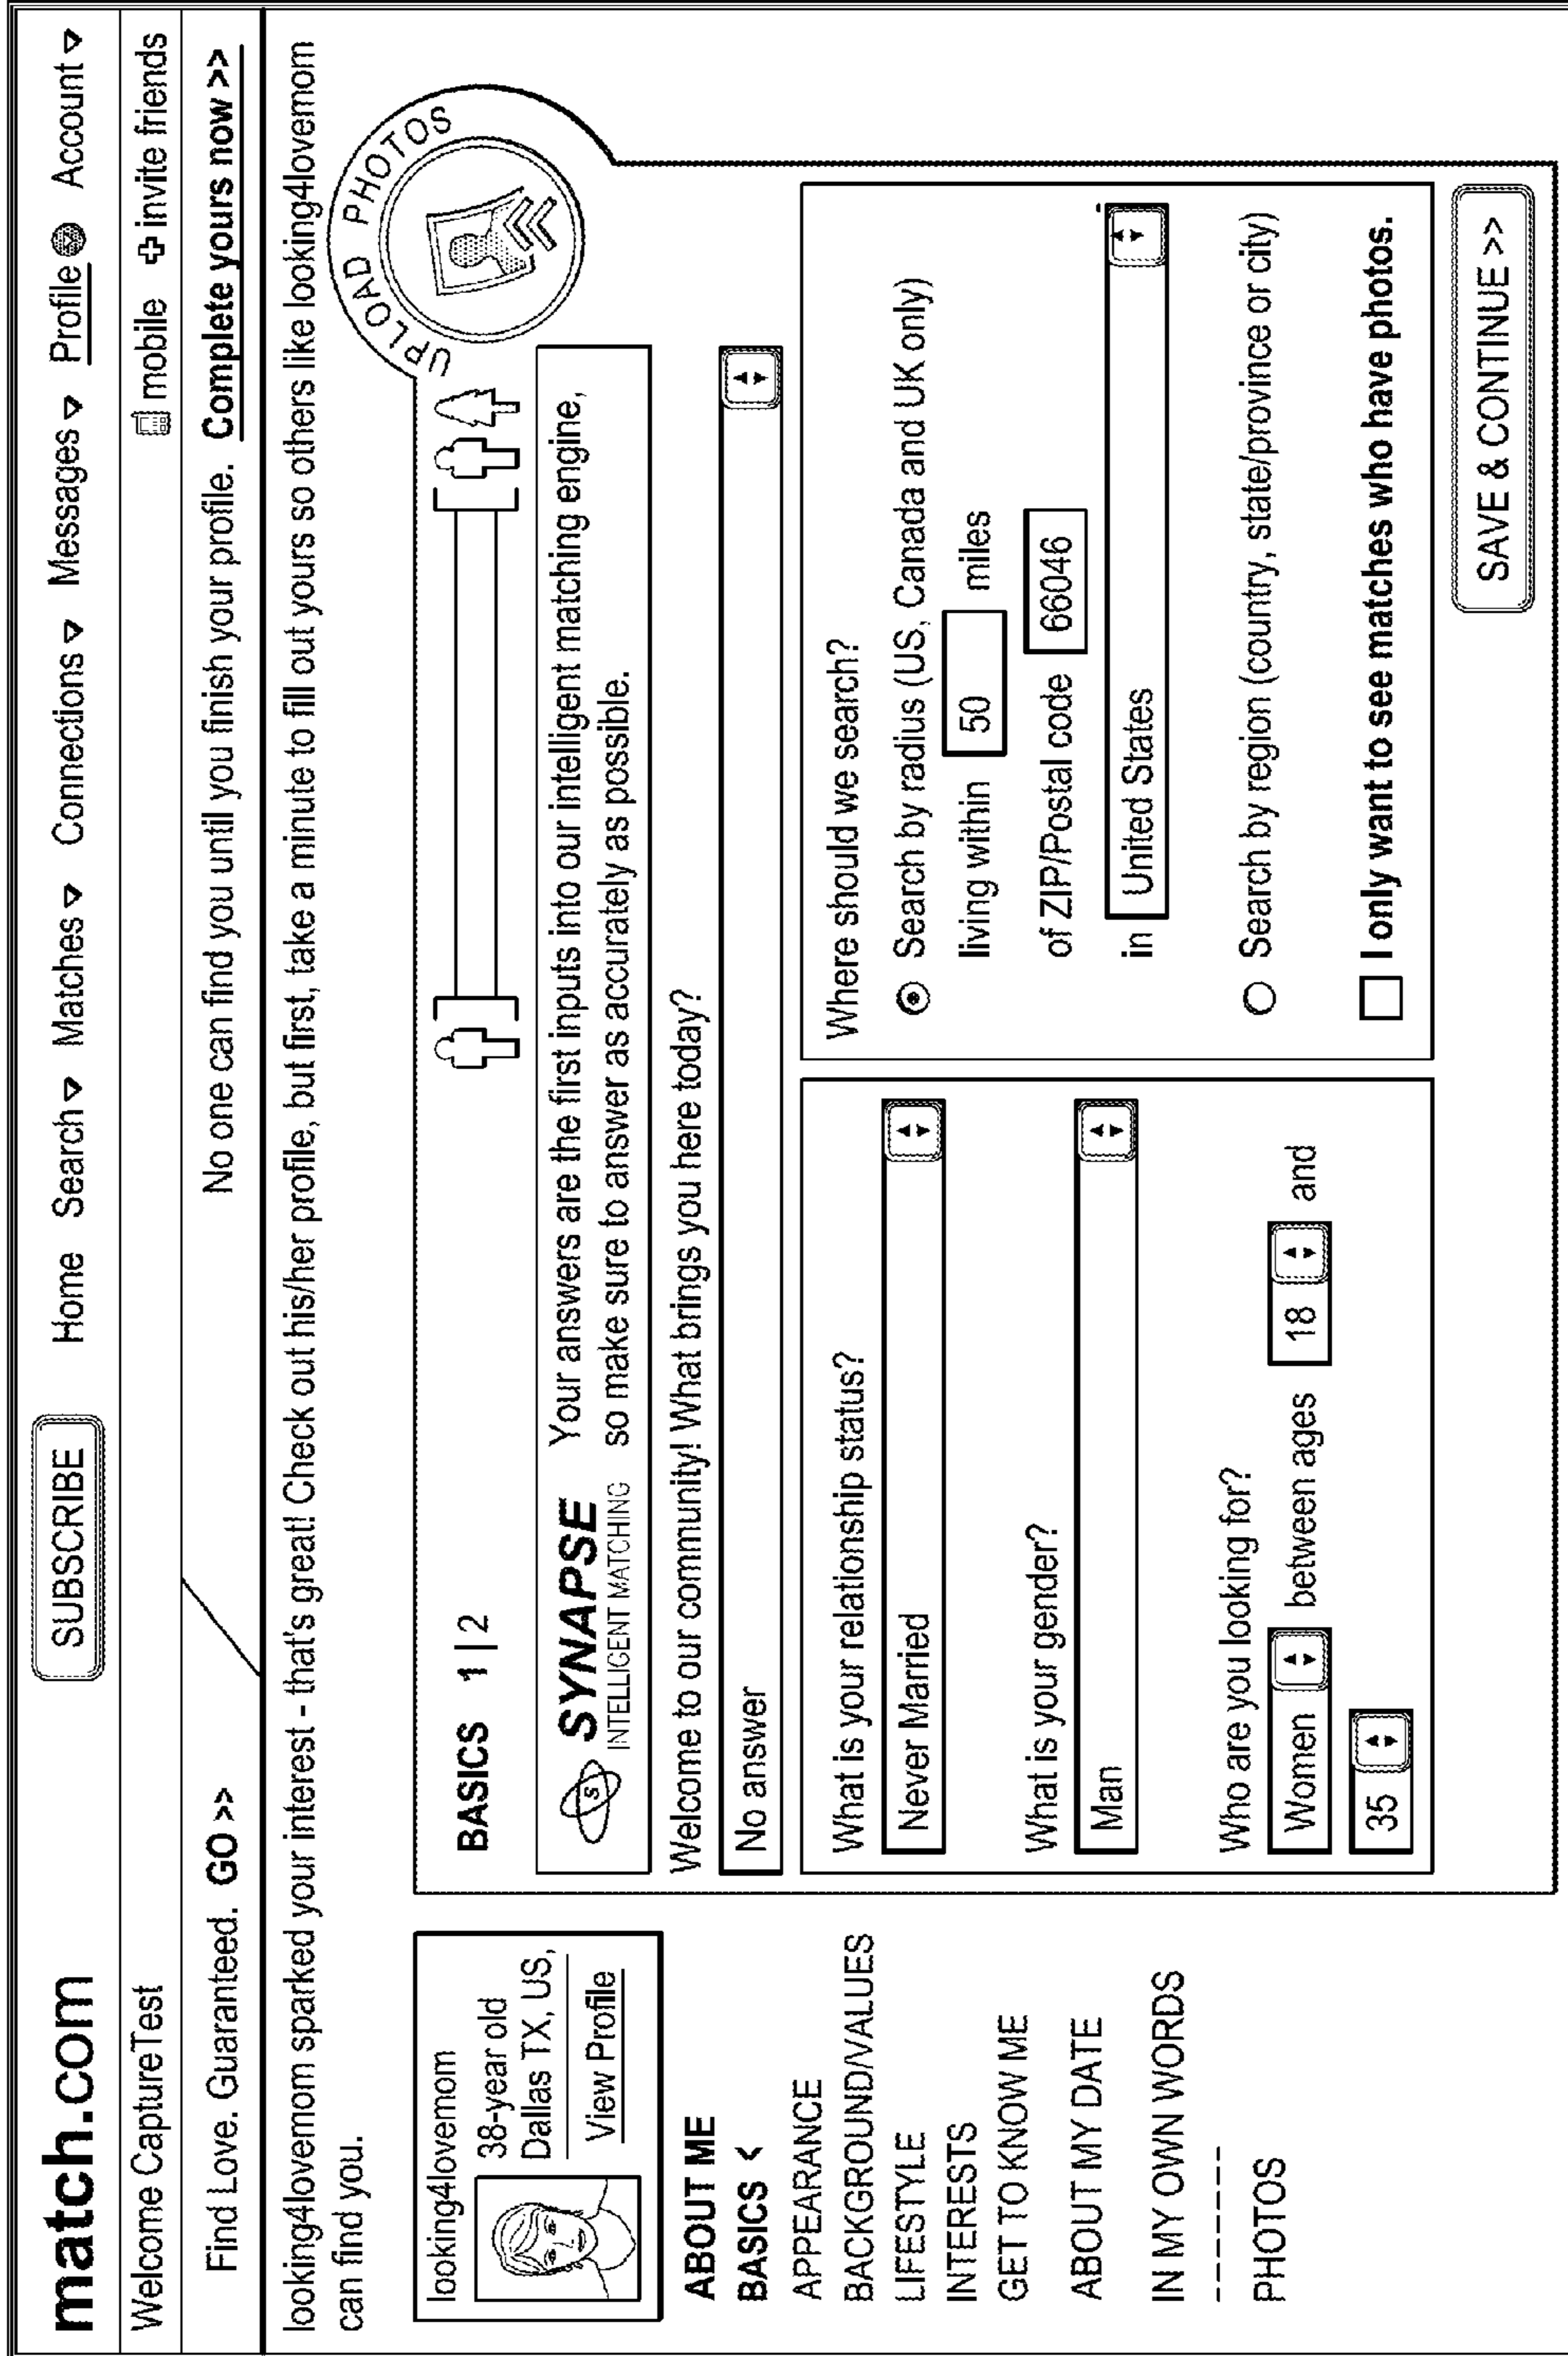 match.com SUBSCRIBE Home Search Matches Connections Messages Profile Account
Welcome CaptureTest mobile invite friends
Find Love. Guaranteed. GO >> No one can find you until you finish your profile. Complete yours now >>
looking4lovemom sparked your interest - that's great! Check out his/her profile, but first, take a minute to fill out yours so others like looking4lovemom
can find you.
looking4lovemom
38-year old
Dallas TX, US,
View Profile
ABOUT ME
BASICS <
APPEARANCE
BACKGROUND/VALUES
LIFESTYLE
INTERESTS
GET TO KNOW ME
ABOUT MY DATE
IN MY OWN WORDS
-------
PHOTOS
BASICS 1|2
UPLOAD PHOTOS
S SYNAPSE
INTELLIGENT MATCHING
Your answers are the first inputs into our intelligent matching engine,
so make sure to answer as accurately as possible.
Welcome to our community! What brings you here today?
No answer
What is your relationship status?
Never Married
What is your gender?
Man
Who are you looking for?
Women between ages 18 and
35
Where should we search?
Search by radius (US, Canada and UK only)
living within 50 miles
of ZIP/Postal code 66046
in United States
Search by region (country, state/province or city)
I only want to see matches who have photos.
SAVE & CONTINUE >>